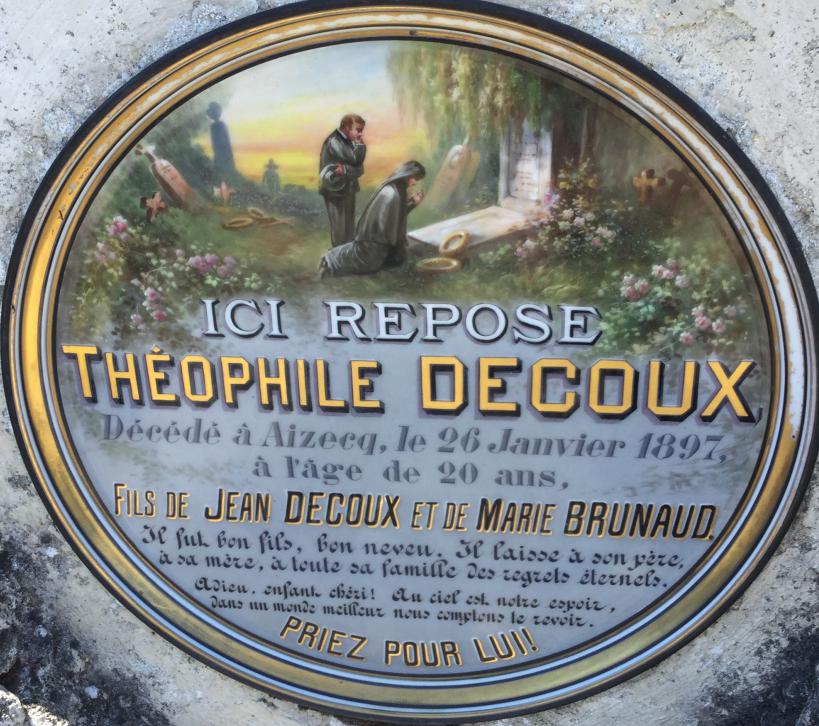 ICI REPOSE
THÉOPHILE DECOUX,
Décédé à Aizecq, le 26 Janvier 1897,
à l'âge de 20 ans,
FILS DE JEAN DECOUX ET DE MARIE BRUNAUD.
Il fut bon fils, bon neveu. Il laisse à son père,
à sa mère, à toute sa famille des regrets éternels.
Adieu, enfant chéri! Au ciel est notre espoir,
dans un monde meilleur nous comptons te revoir.
PRIEZ POUR LUI!